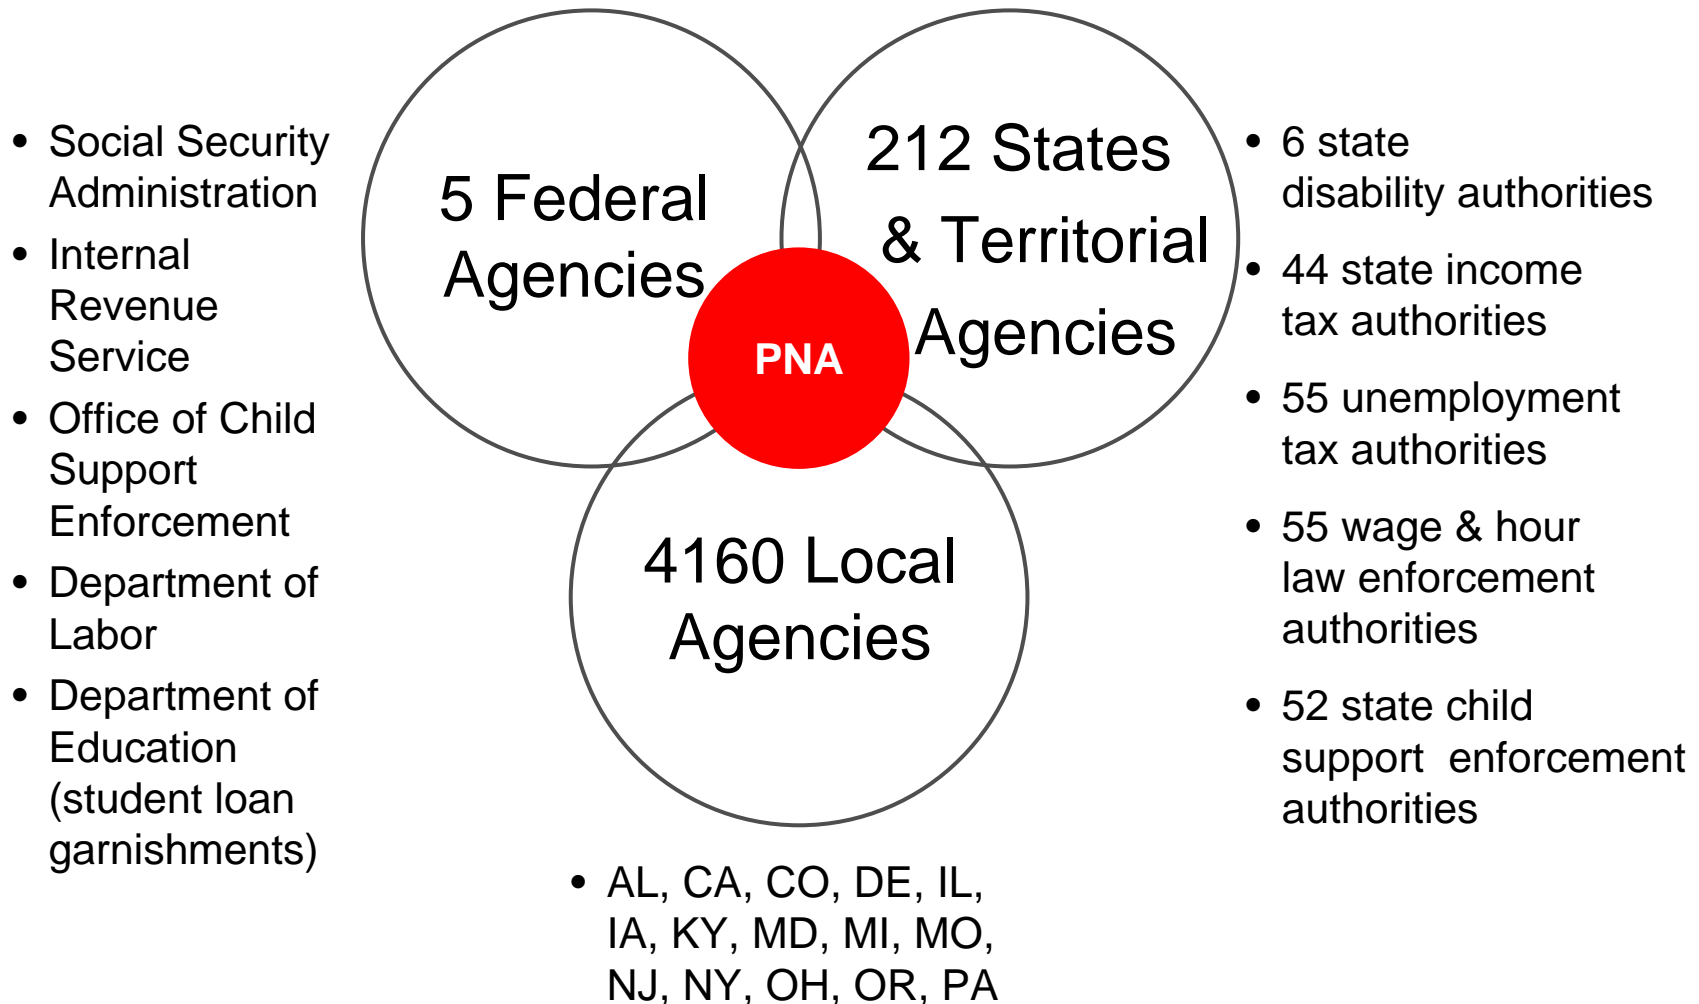 • Social Security
Administration
• Internal
Revenue
Service
• Office of Child
Support
Enforcement
• Department of
Labor
• Department of
Education
(student loan
garnishments)
5 Federal
Agencies
212 States
& Territorial
Agencies
PNA
4160 Local
Agencies
• AL, CA, CO, DE, IL,
IA, KY, MD, MI, MO,
NJ, NY, OH, OR, PA
• 6 state
disability authorities
• 44 state income
tax authorities
• 55 unemployment
tax authorities
• 55 wage & hour
law enforcement
authorities
• 52 state child
support  enforcement
authorities